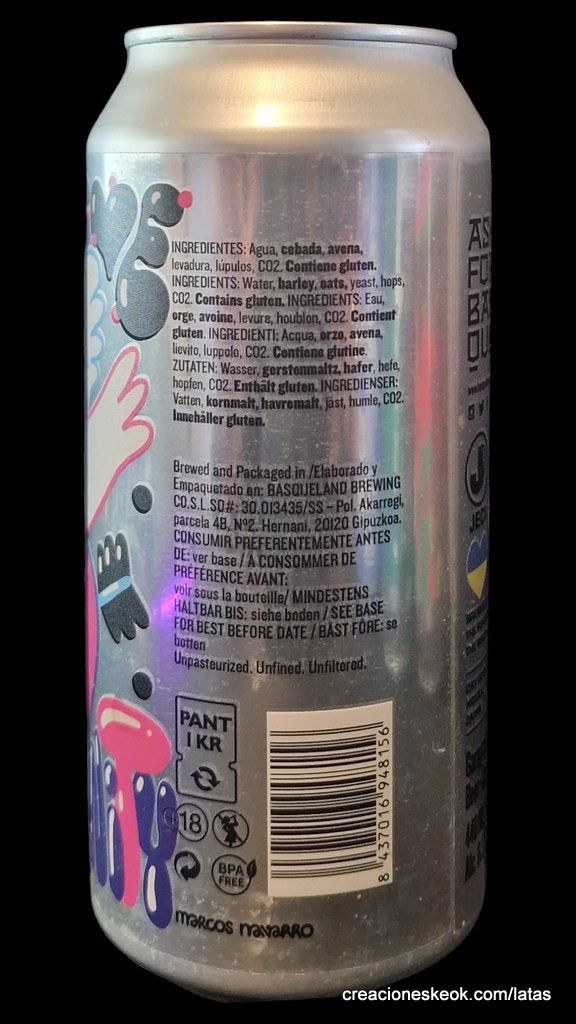 INGREDIENTES: Agua, cebada, avena,
levadura, lúpulos, CO2. Contiene gluten.
INGREDIENTS: Water, barley, oats, yeast, hops,
CO2. Contains gluten. INGREDIENTS: Eau,
orge, avoine, levure, houblon, CO2. Contient
gluten. INGREDIENTI: Acqua, orzo, avena,
lievito, luppolo, CO2. Contiene glutine.
ZUTATEN: Wasser, gerstenmaltz, hafer, hefe,
hopfen, CO2. Enthält gluten. INGREDIENSER:
Vatten, kornmalt, havremalt, jäst, humle, CO2.
Innehåller gluten.
Brewed and Packaged in /Elaborado y
Empaquetado en: BASQUELAND BREWING
CO.S.L.SO#: 30.013435/SS – Pol. Akarregi,
parcela 4B, Nº2. Hernani, 20120 Gipuzkoa.
CONSUMIR PREFERENTEMENTE ANTES
DE: ver base / À CONSOMMER DE
PRÉFÉRENCE AVANT:
voir sous la bouteille/ MINDESTENS
HALTBAR BIS: siehe boden / SEE BASE
FOR BEST BEFORE DATE / BÄST FÖRE: se
botten
Unpasteurized. Unfined. Unfiltered.
PANT
1 KR
18
BPA
FREE
8 437016 948156
marcos navarro
creacioneskeok.com/latas